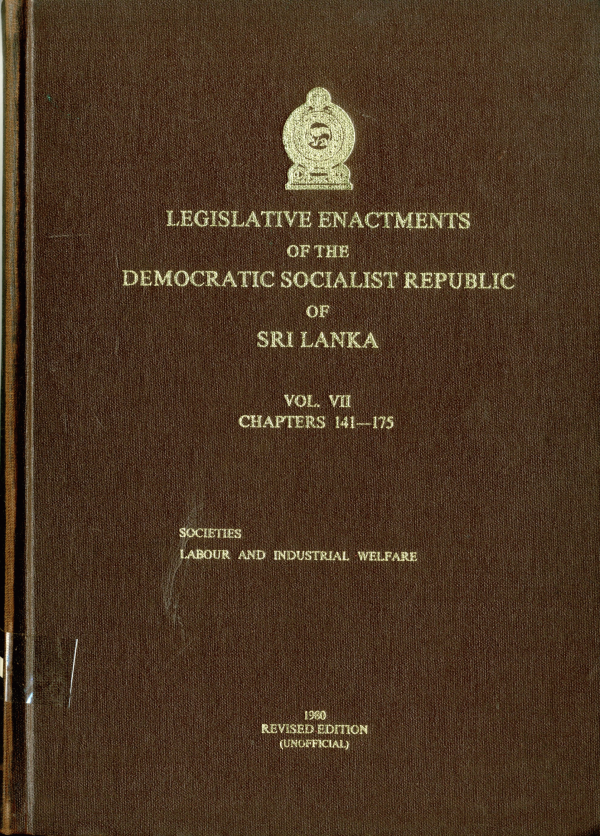 LEGISLATIVE ENACTMENTS
OF THE
DEMOCRATIC SOCIALIST REPUBLIC
OF
SRI LANKA
VOL. VII
CHAPTERS 141—175
SOCIETIES
LABOUR AND INDUSTRIAL WELFARE
1980
REVISED EDITION
(UNOFFICIAL)